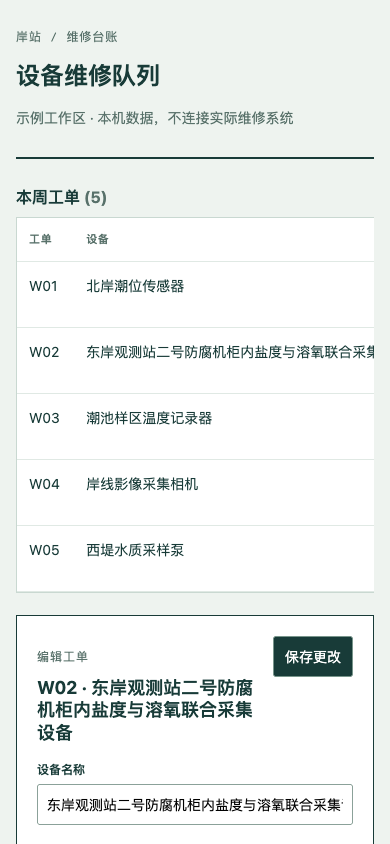 岸站 / 维修台账
设备维修队列
示例工作区 · 本机数据，不连接实际维修系统
本周工单 (5)
工单 设备
W01 北岸潮位传感器
W02 东岸观测站二号防腐机柜内盐度与溶氧联合采集
W03 潮池样区温度记录器
W04 岸线影像采集相机
W05 西堤水质采样泵
编辑工单
保存更改
W02 · 东岸观测站二号防腐
机柜内盐度与溶氧联合采集
设备
设备名称
东岸观测站二号防腐机柜内盐度与溶氧联合采集